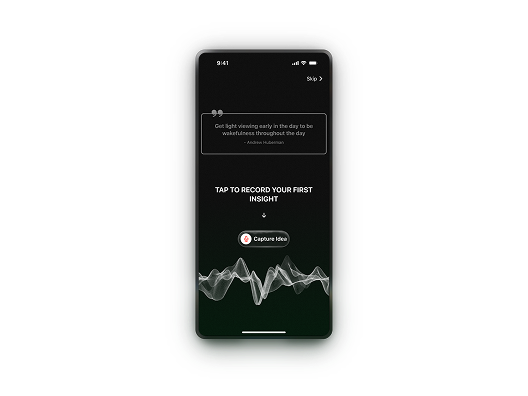 9:41
Skip
Get light viewing early in the day to be
wakefulness throughout the day
- Andrew Huberman
TAP TO RECORD YOUR FIRST
INSIGHT
Capture Idea